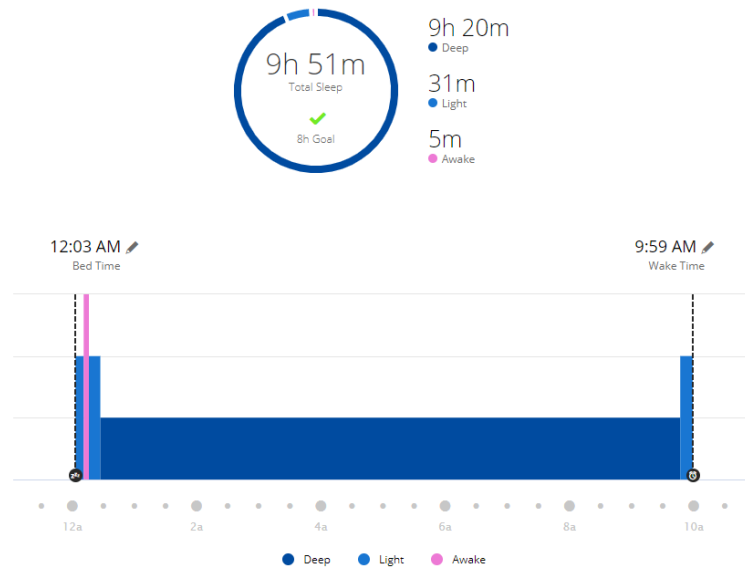 9h 51m
Total Sleep
8h Goal
9h 20m
Deep
31m
Light
5m
Awake
12:03 AM
Bed Time
9:59 AM
Wake Time
zzz
12a 2a 4a 6a 8a 10a
Deep Light Awake